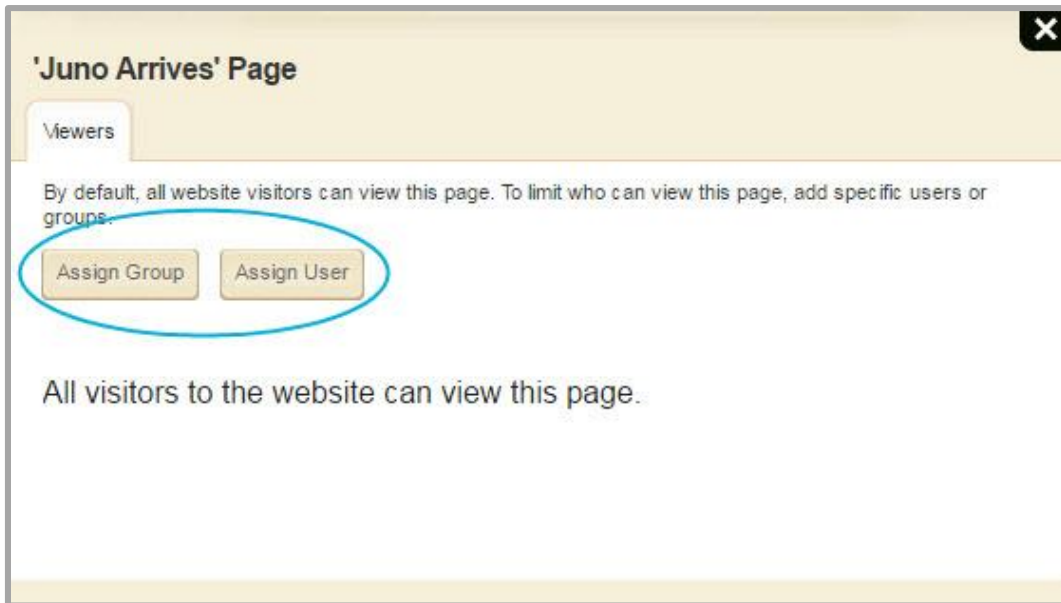 'Juno Arrives' Page
Viewers
By default, all website visitors can view this page. To limit who can view this page, add specific users or
groups.
Assign Group Assign User
All visitors to the website can view this page.